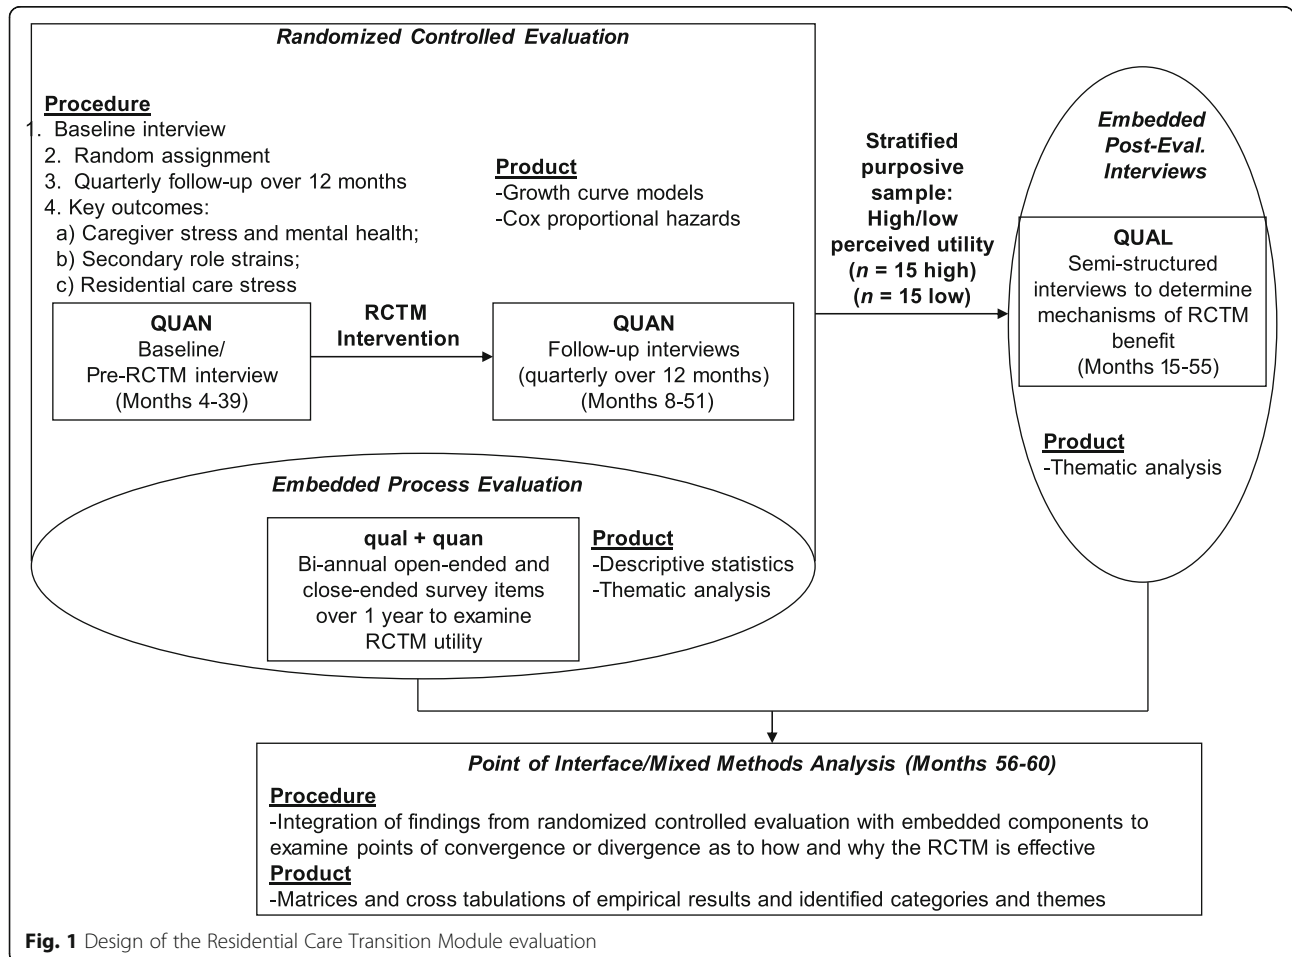 Randomized Controlled Evaluation
Procedure
1. Baseline interview
2. Random assignment
3. Quarterly follow-up over 12 months
4. Key outcomes:
a) Caregiver stress and mental health;
b) Secondary role strains;
c) Residential care stress
Product
-Growth curve models
-Cox proportional hazards
QUAN
Baseline/
Pre-RCTM interview
(Months 4-39)
RCTM
Intervention
QUAN
Follow-up interviews
(quarterly over 12 months)
(Months 8-51)
Stratified
purposive
sample:
High/low
perceived utility
(n = 15 high)
(n = 15 low)
Embedded
Post-Eval.
Interviews
QUAL
Semi-structured
interviews to determine
mechanisms of RCTM
benefit
(Months 15-55)
Product
-Thematic analysis
Embedded Process Evaluation
qual + quan
Bi-annual open-ended and
close-ended survey items
over 1 year to examine
RCTM utility
Product
-Descriptive statistics
-Thematic analysis
Point of Interface/Mixed Methods Analysis (Months 56-60)
Procedure
-Integration of findings from randomized controlled evaluation with embedded components to
examine points of convergence or divergence as to how and why the RCTM is effective
Product
-Matrices and cross tabulations of empirical results and identified categories and themes
Fig. 1 Design of the Residential Care Transition Module evaluation